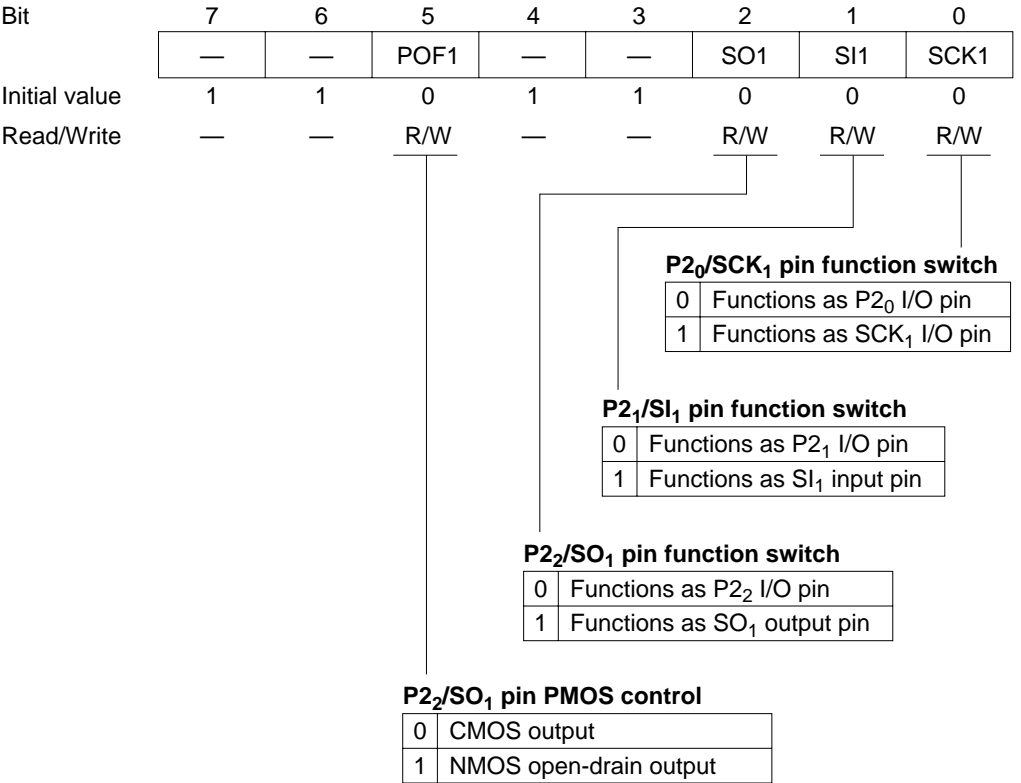 Bit 7 6 5 4 3 2 1 0
— — POF1 — — SO1 SI1 SCK1
Initial value 1 1 0 1 1 0 0 0
Read/Write — — R/W — — R/W R/W R/W
P2₀/SCK₁ pin function switch
0 Functions as P2₀ I/O pin
1 Functions as SCK₁ I/O pin
P2₁/SI₁ pin function switch
0 Functions as P2₁ I/O pin
1 Functions as SI₁ input pin
P2₂/SO₁ pin function switch
0 Functions as P2₂ I/O pin
1 Functions as SO₁ output pin
P2₂/SO₁ pin PMOS control
0 CMOS output
1 NMOS open-drain output